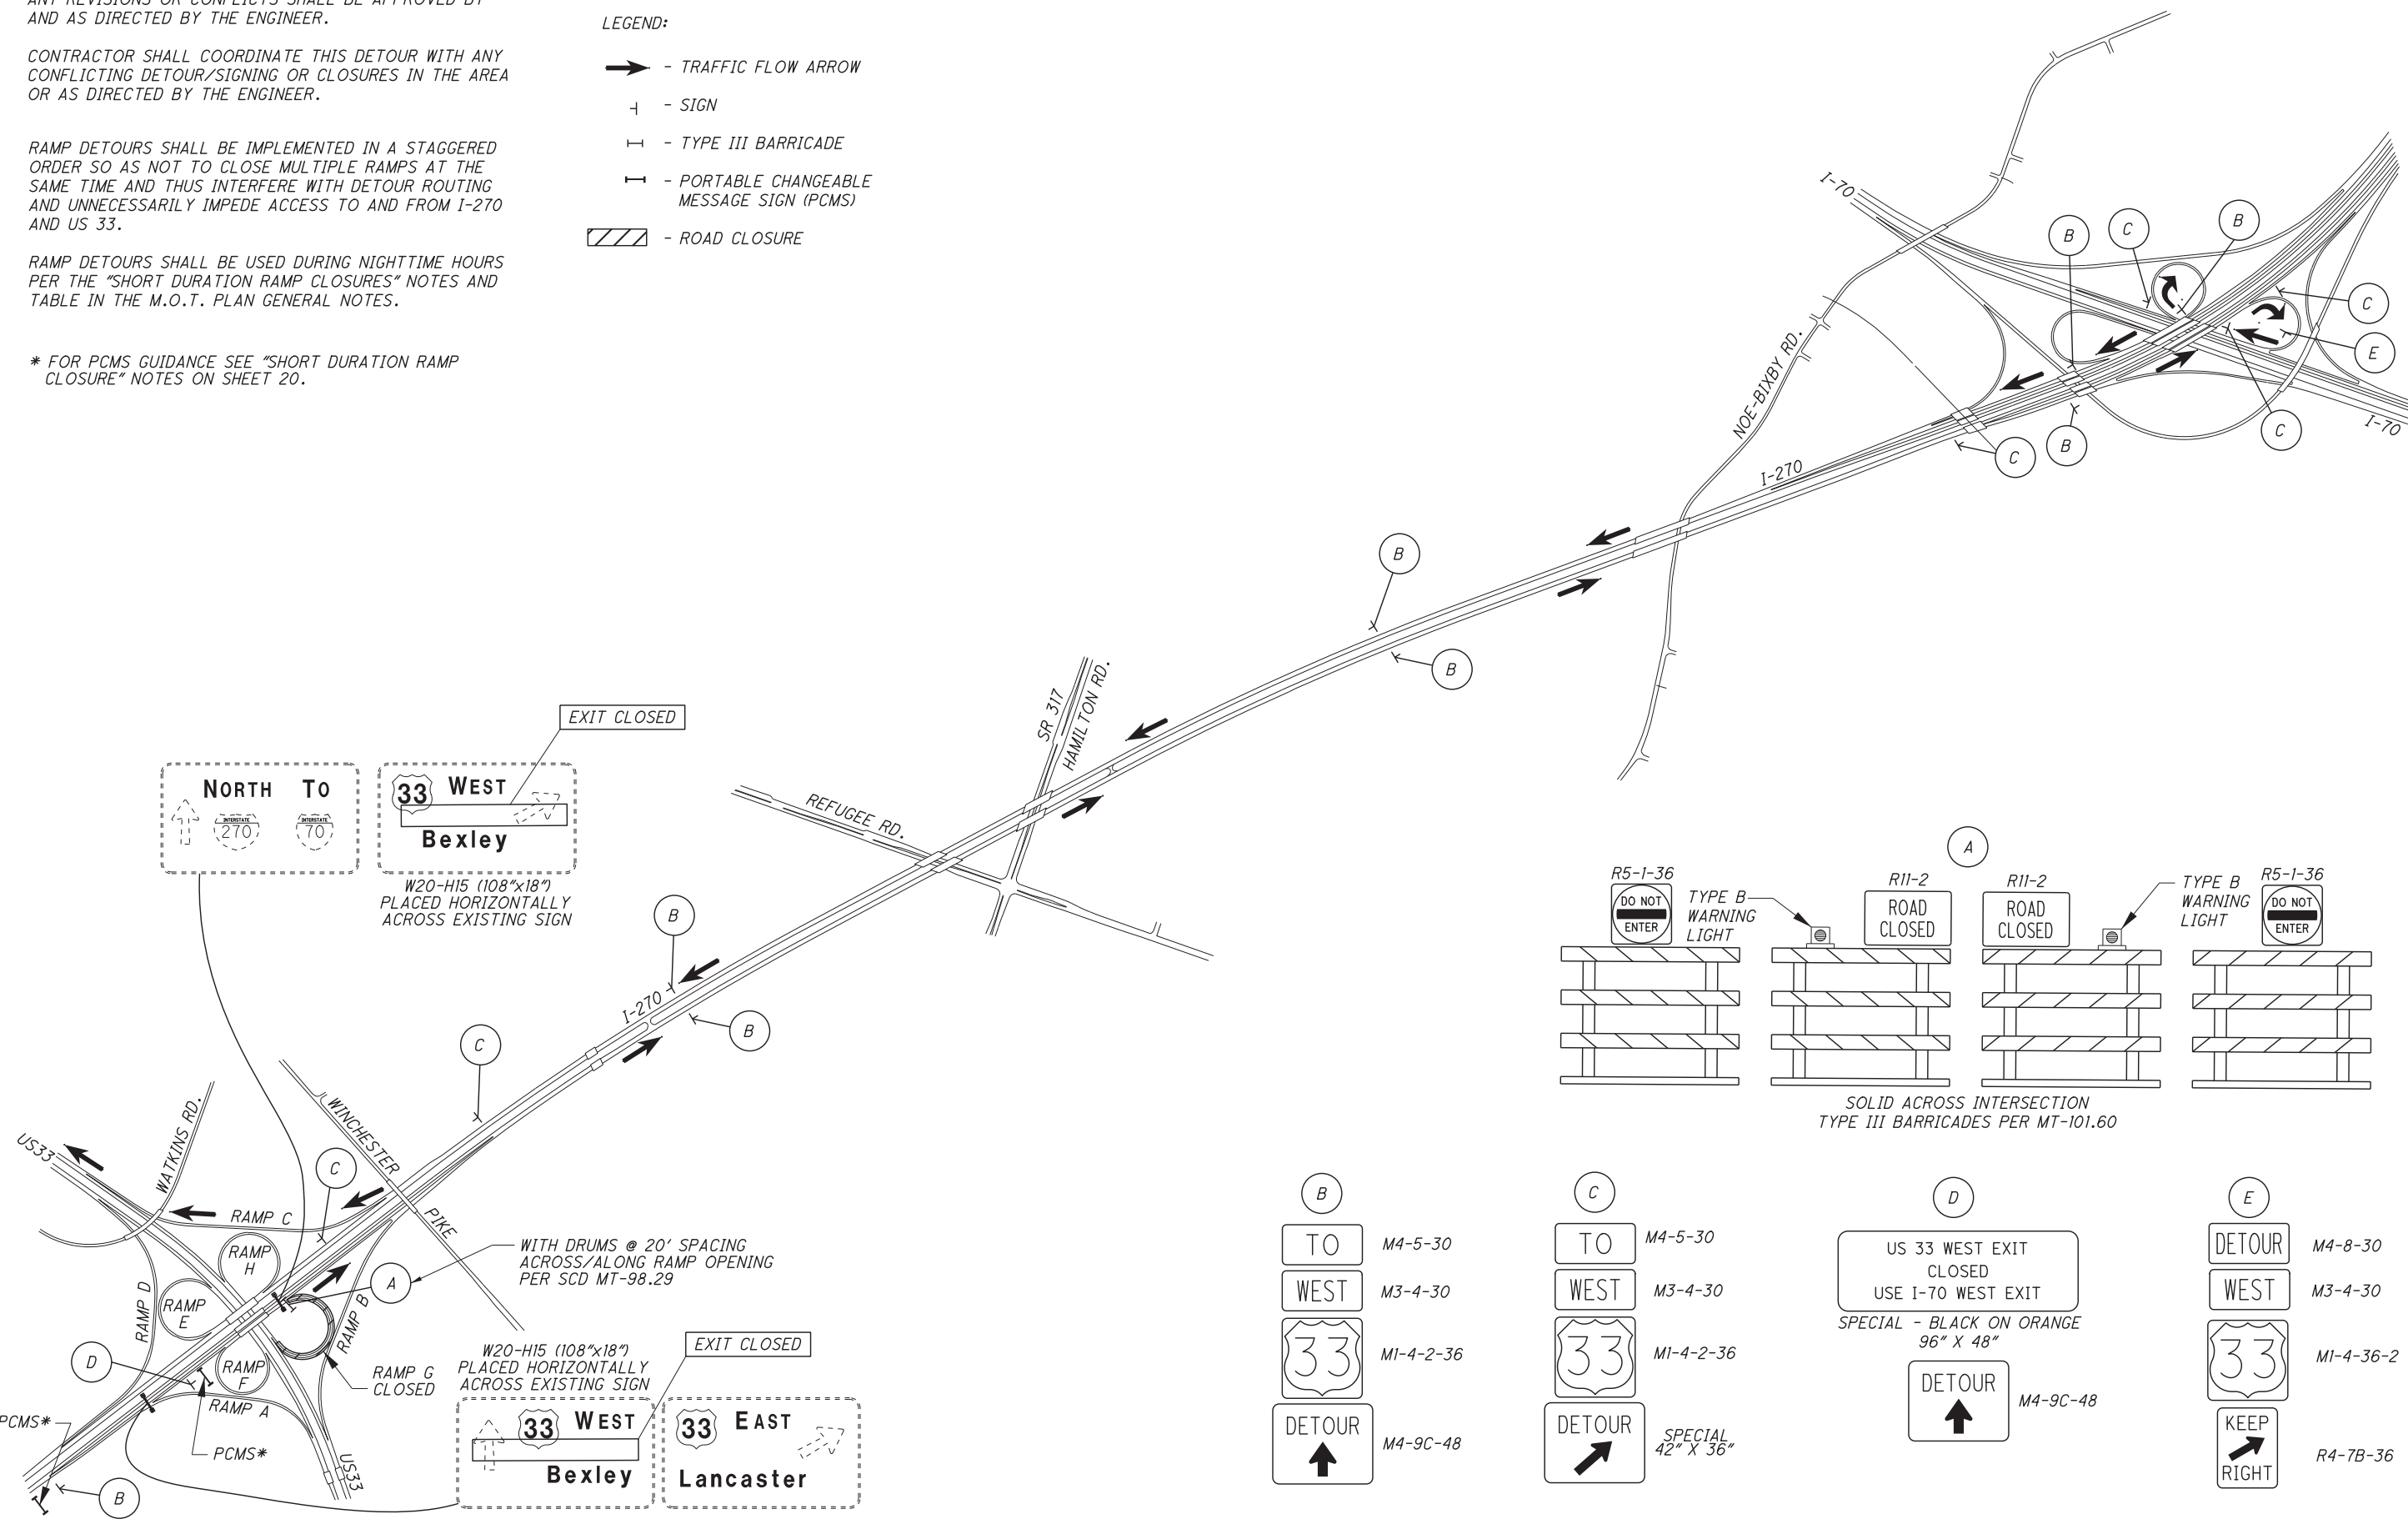 ANY REVISIONS OR CONFLICTS SHALL BE APPROVED BY
AND AS DIRECTED BY THE ENGINEER.
CONTRACTOR SHALL COORDINATE THIS DETOUR WITH ANY
CONFLICTING DETOUR/SIGNING OR CLOSURES IN THE AREA
OR AS DIRECTED BY THE ENGINEER.
RAMP DETOURS SHALL BE IMPLEMENTED IN A STAGGERED
ORDER SO AS NOT TO CLOSE MULTIPLE RAMPS AT THE
SAME TIME AND THUS INTERFERE WITH DETOUR ROUTING
AND UNNECESSARILY IMPEDE ACCESS TO AND FROM I-270
AND US 33.
RAMP DETOURS SHALL BE USED DURING NIGHTTIME HOURS
PER THE "SHORT DURATION RAMP CLOSURES" NOTES AND
TABLE IN THE M.O.T. PLAN GENERAL NOTES.
* FOR PCMS GUIDANCE SEE "SHORT DURATION RAMP
CLOSURE" NOTES ON SHEET 20.
LEGEND:
- TRAFFIC FLOW ARROW
- SIGN
- TYPE III BARRICADE
- PORTABLE CHANGEABLE
MESSAGE SIGN (PCMS)
- ROAD CLOSURE
I-70
B
C
B
C
E
C
B
C
I-70
NOE-BIXBY RD.
I-270
B
B
SR 317
HAMILTON RD.
REFUGEE RD.
EXIT CLOSED
NORTH TO
INTERSTATE
270
INTERSTATE
70
33 WEST
Bexley
W20-H15 (108"x18")
PLACED HORIZONTALLY
ACROSS EXISTING SIGN
B
I-270
B
C
WINCHESTER
PIKE
WATKINS RD.
US33
C
RAMP C
RAMP
H
RAMP D
RAMP
E
RAMP B
A
WITH DRUMS @ 20' SPACING
ACROSS/ALONG RAMP OPENING
PER SCD MT-98.29
D
RAMP
F
RAMP G
CLOSED
RAMP A
PCMS*
PCMS*
US33
B
W20-H15 (108"x18")
PLACED HORIZONTALLY
ACROSS EXISTING SIGN
EXIT CLOSED
33 WEST
Bexley
33 EAST
Lancaster
A
R5-1-36
DO NOT
ENTER
TYPE B
WARNING
LIGHT
R11-2
ROAD
CLOSED
R11-2
ROAD
CLOSED
TYPE B
WARNING
LIGHT
R5-1-36
DO NOT
ENTER
SOLID ACROSS INTERSECTION
TYPE III BARRICADES PER MT-101.60
B
TO M4-5-30
WEST M3-4-30
33 M1-4-2-36
DETOUR
M4-9C-48
C
TO M4-5-30
WEST M3-4-30
33 M1-4-2-36
DETOUR
SPECIAL
42" X 36"
D
US 33 WEST EXIT
CLOSED
USE I-70 WEST EXIT
SPECIAL - BLACK ON ORANGE
96" X 48"
DETOUR
M4-9C-48
E
DETOUR M4-8-30
WEST M3-4-30
33 M1-4-36-2
KEEP
RIGHT
R4-7B-36